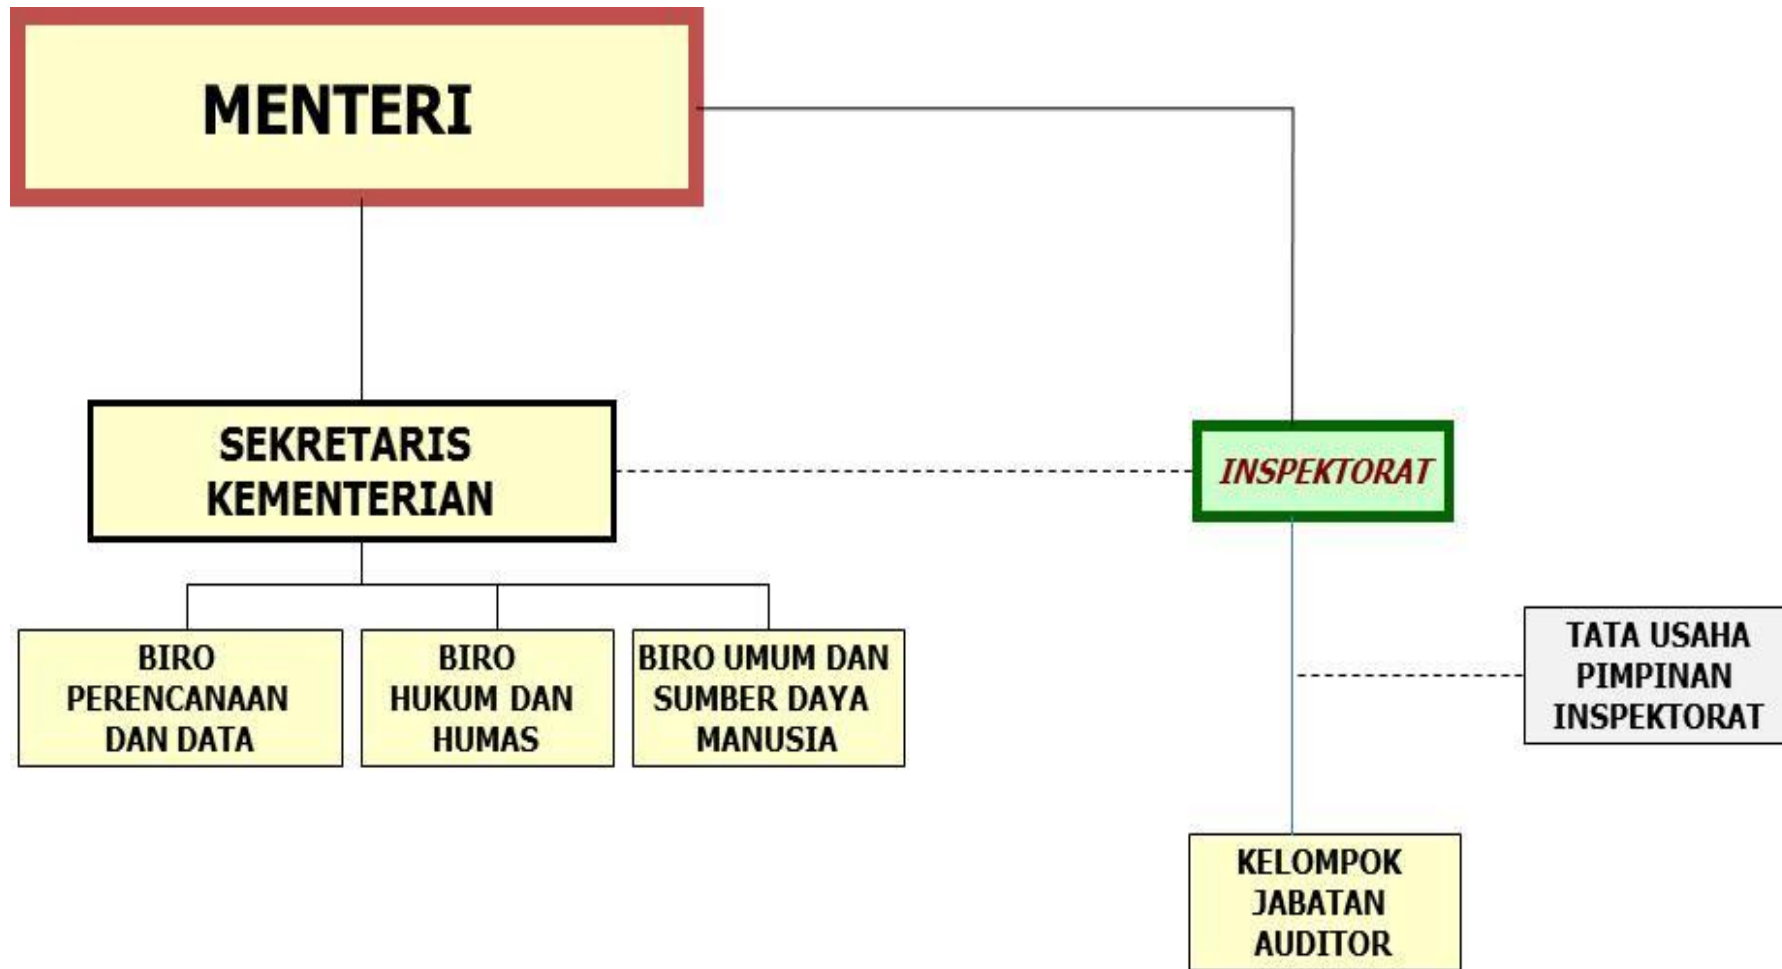 MENTERI
SEKRETARIS
KEMENTERIAN
INSPEKTORAT
BIRO
PERENCANAAN
DAN DATA
BIRO
HUKUM DAN
HUMAS
BIRO UMUM DAN
SUMBER DAYA
MANUSIA
TATA USAHA
PIMPINAN
INSPEKTORAT
KELOMPOK
JABATAN
AUDITOR